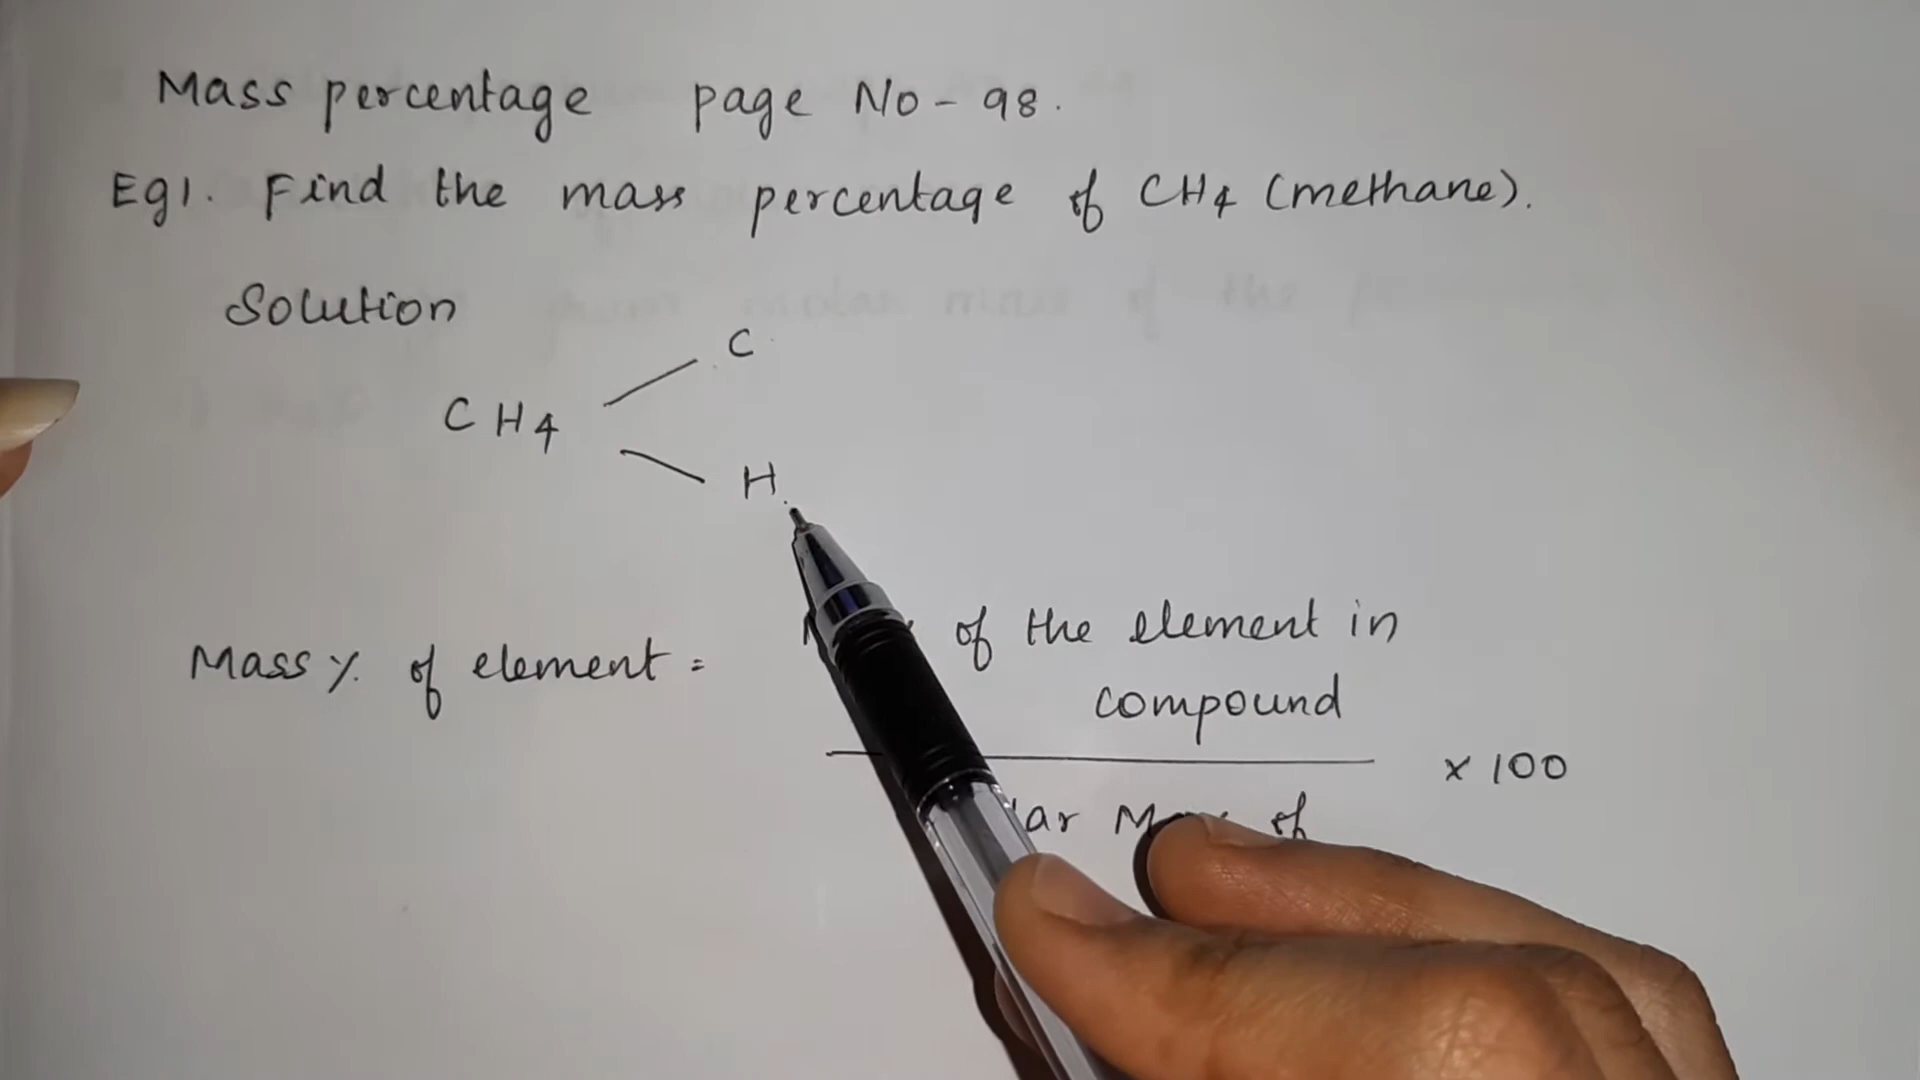 Mass percentage page No - 98.
Eg1. Find the mass percentage of CH4 (methane).
Solution
C
CH4
H
of the element in
Mass % of element =
compound
x 100
of